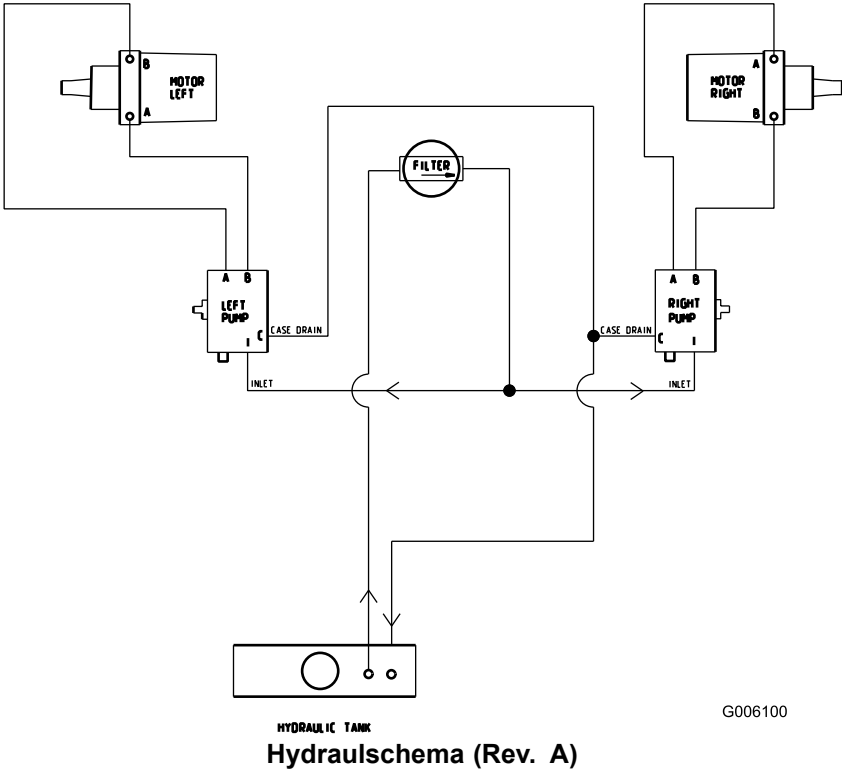 B
MOTOR
LEFT
A
A
MOTOR
RIGHT
B
FILTER
A B
LEFT
PUMP
C
I
CASE DRAIN
INLET
A B
RIGHT
PUMP
CASE DRAIN
C
I
INLET
HYDRAULIC TANK
G006100
Hydraulschema (Rev. A)